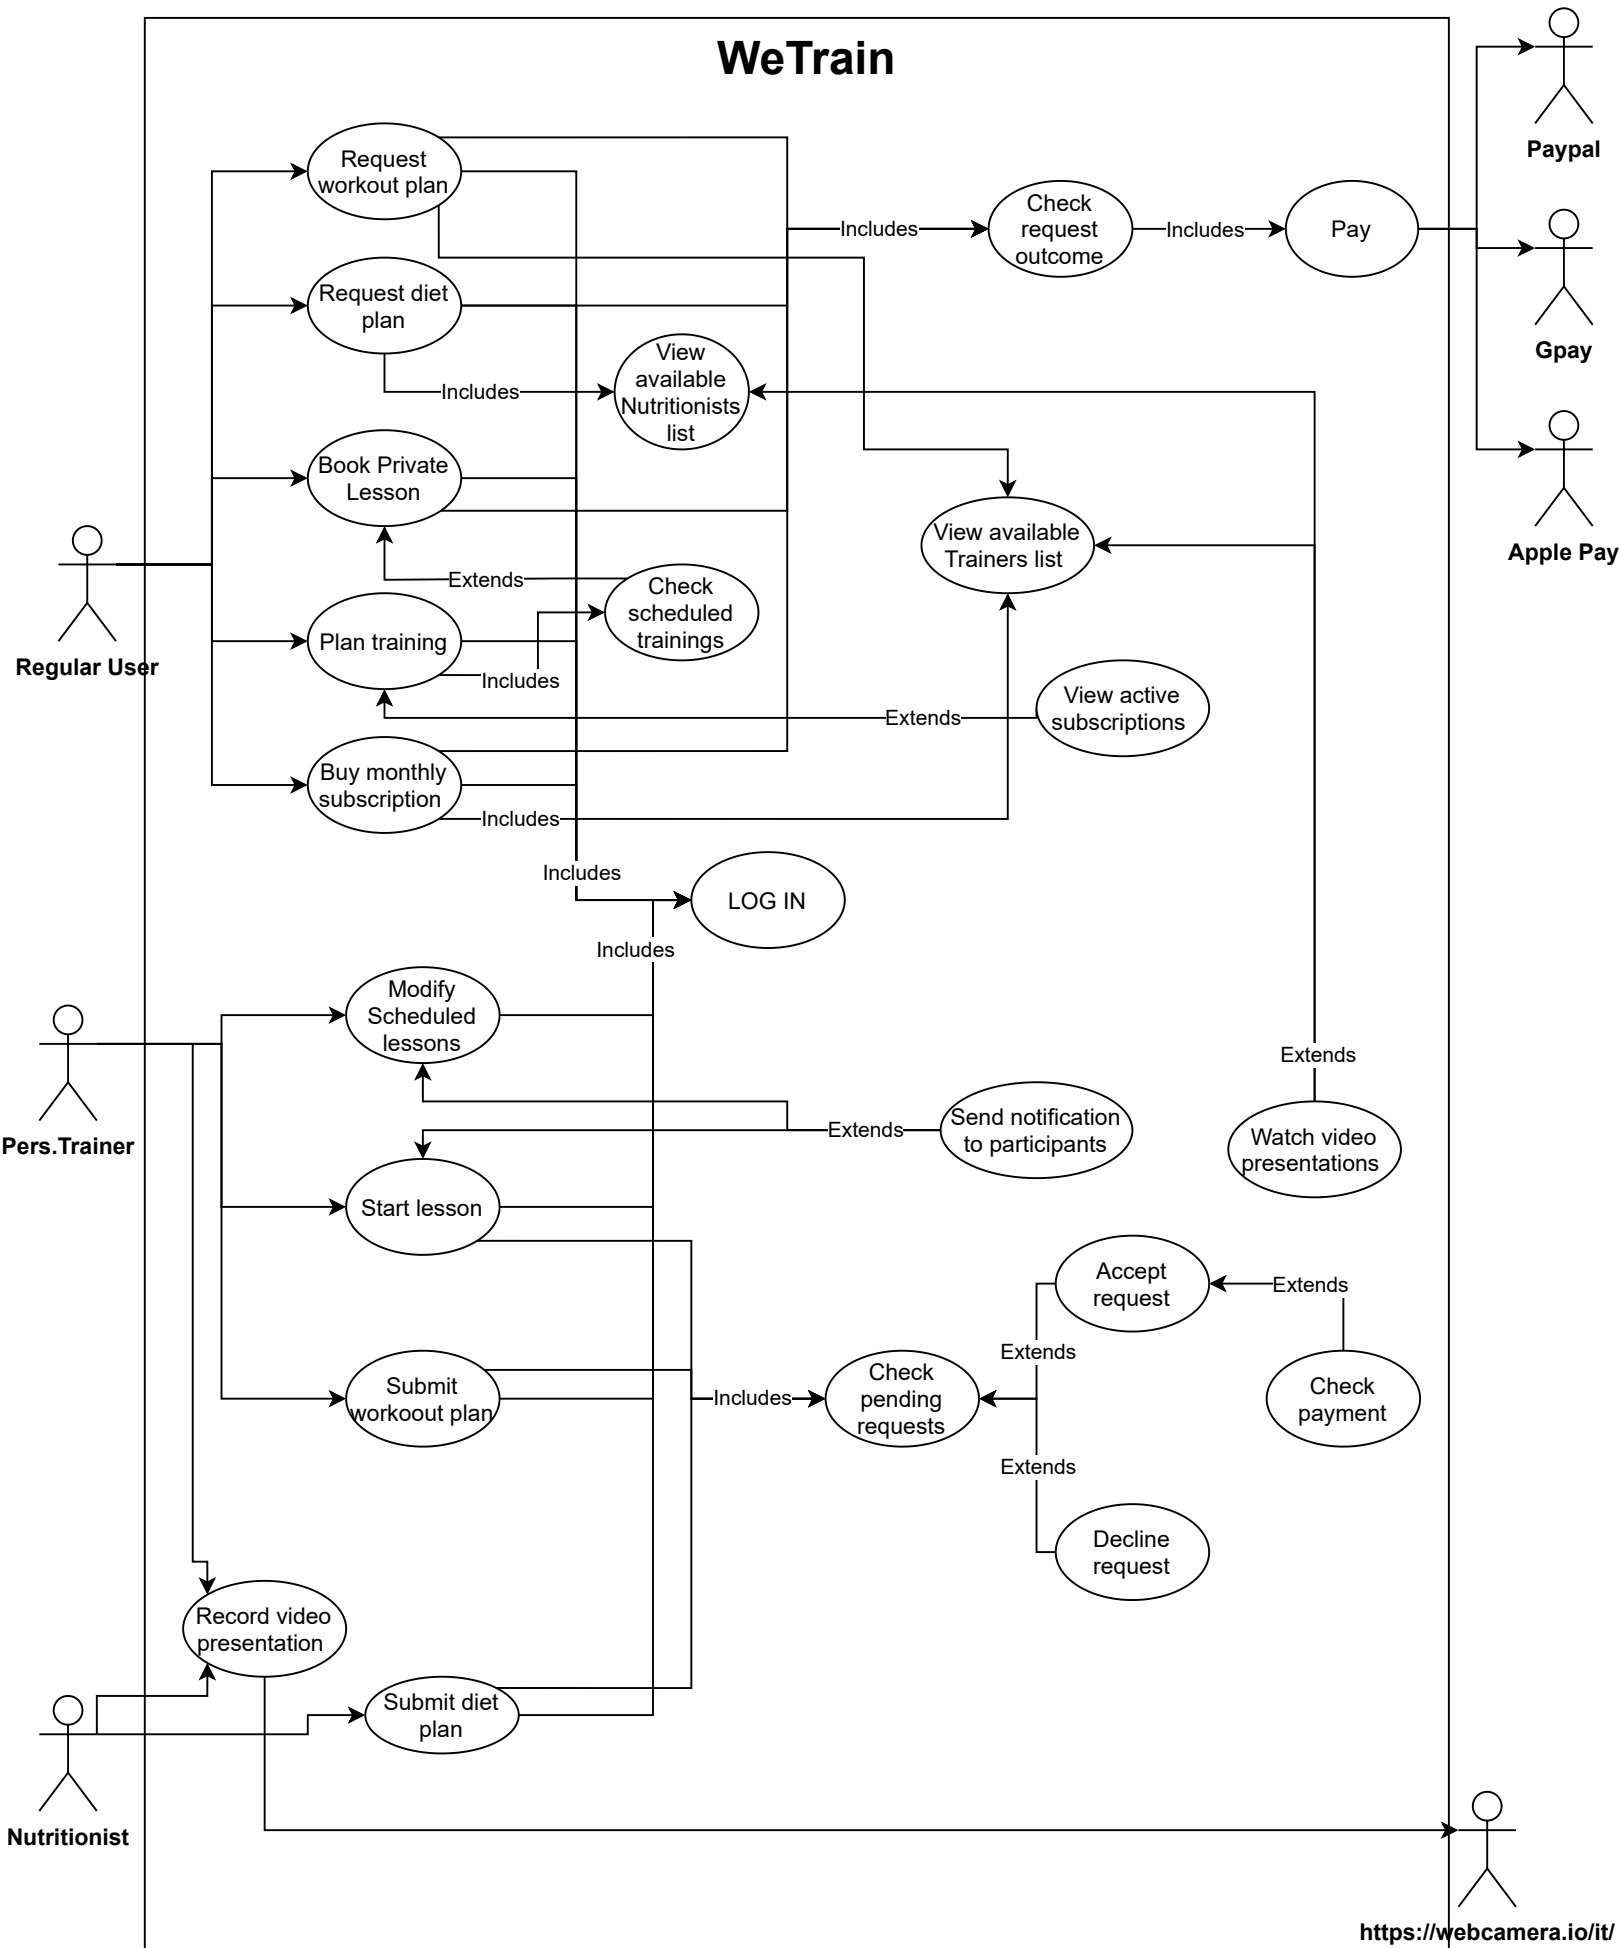 WeTrain
Paypal
Request
workout plan
Includes
Check
request
outcome
Includes
Pay
Request diet
plan
Gpay
Includes
View
available
Nutritionists
list
Book Private
Lesson
View available
Trainers list
Apple Pay
Extends
Check
scheduled
trainings
Regular User
Plan training
Includes
View active
subscriptions
Extends
Buy monthly
subscription
Includes
Includes
LOG IN
Includes
Modify
Scheduled
lessons
Extends
Pers.Trainer
Extends
Send notification
to participants
Watch video
presentations
Start lesson
Accept
request
Extends
Extends
Submit
workoout plan
Includes
Check
pending
requests
Check
payment
Extends
Decline
request
Record video
presentation
Submit diet
plan
Nutritionist
https://webcamera.io/it/